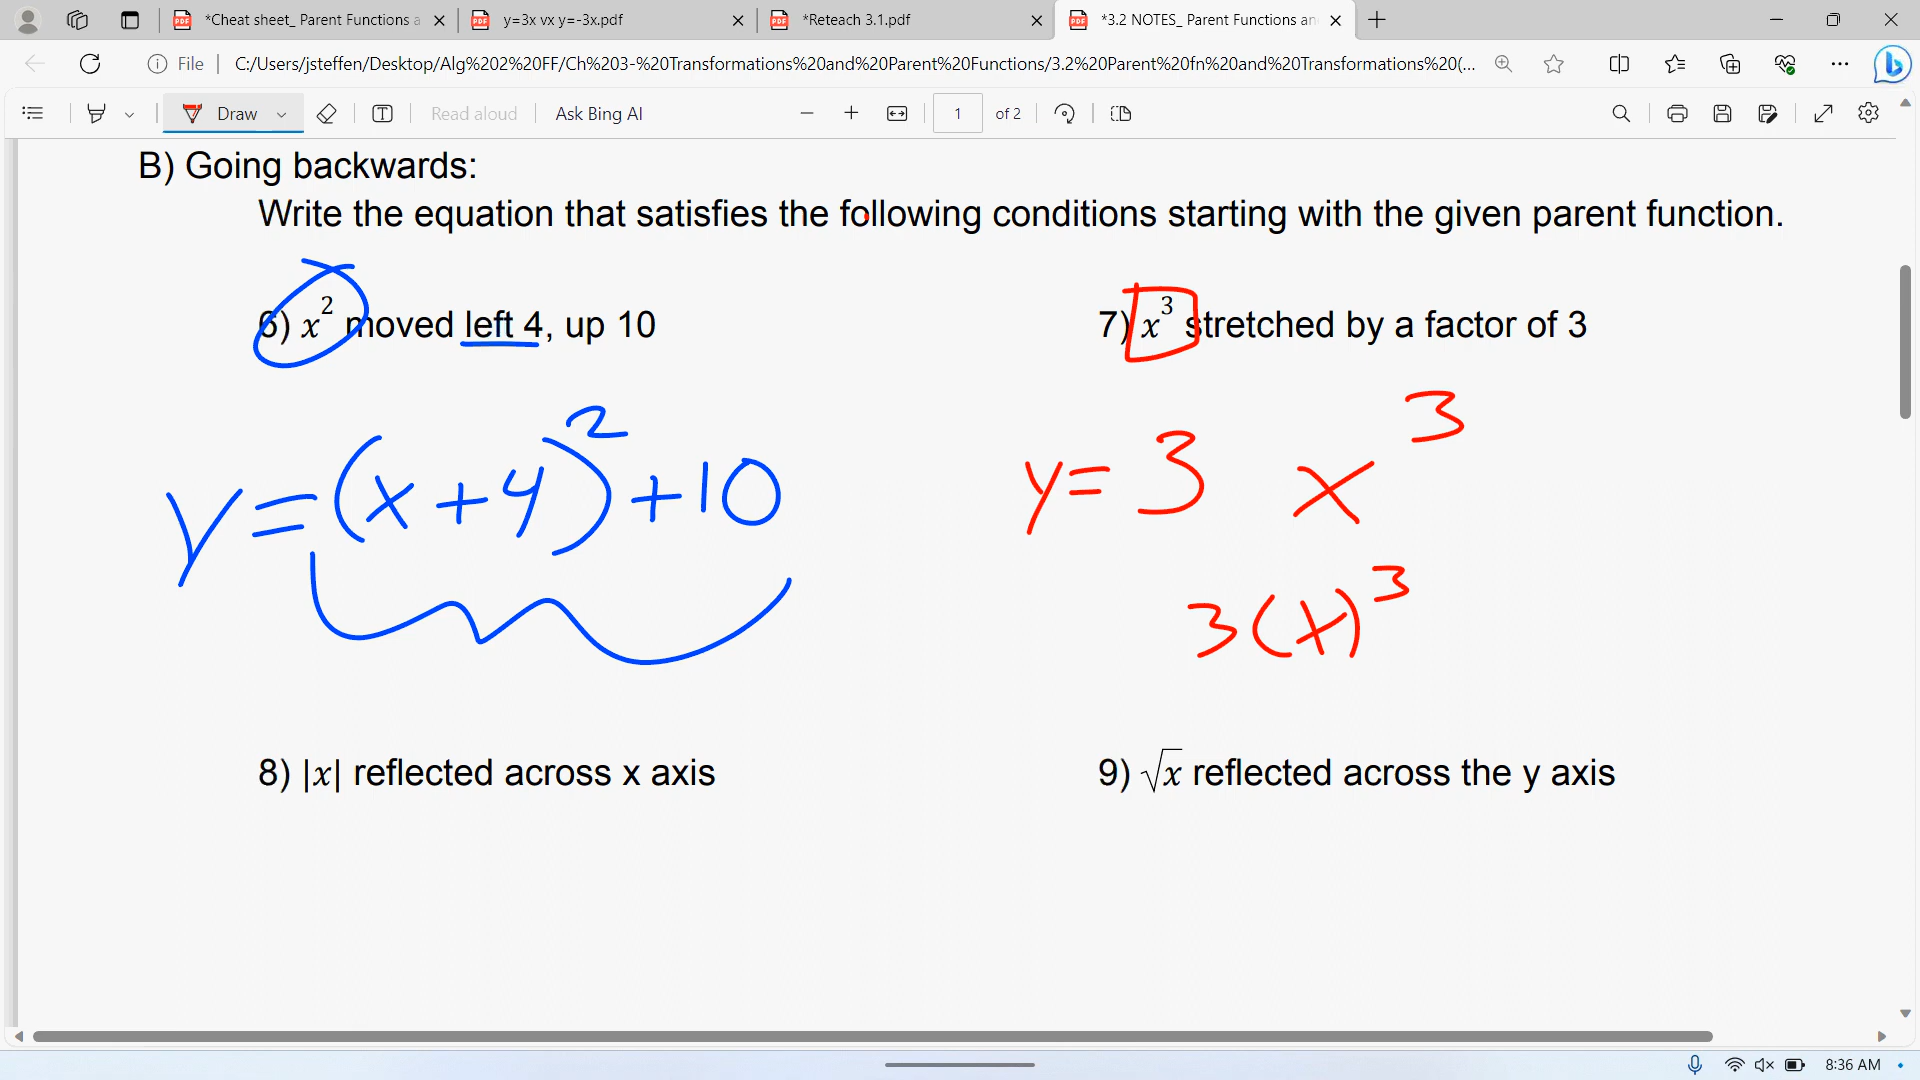 *Cheat sheet_ Parent Functions a
y=3x vx y=-3x.pdf
*Reteach 3.1.pdf
*3.2 NOTES_ Parent Functions an
File
C:/Users/jsteffen/Desktop/Alg%202%20FF/Ch%203-%20Transformations%20and%20Parent%20Functions/3.2%20Parent%20fn%20and%20Transformations%20(...
Draw
Read aloud
Ask Bing AI
1 of 2
B) Going backwards:
Write the equation that satisfies the following conditions starting with the given parent function.
6) x² moved left 4, up 10
7) x³ stretched by a factor of 3
y=(x+4)²+10
y=3 x³
3(x)³
8) |x| reflected across x axis
9) √x reflected across the y axis
8:36 AM